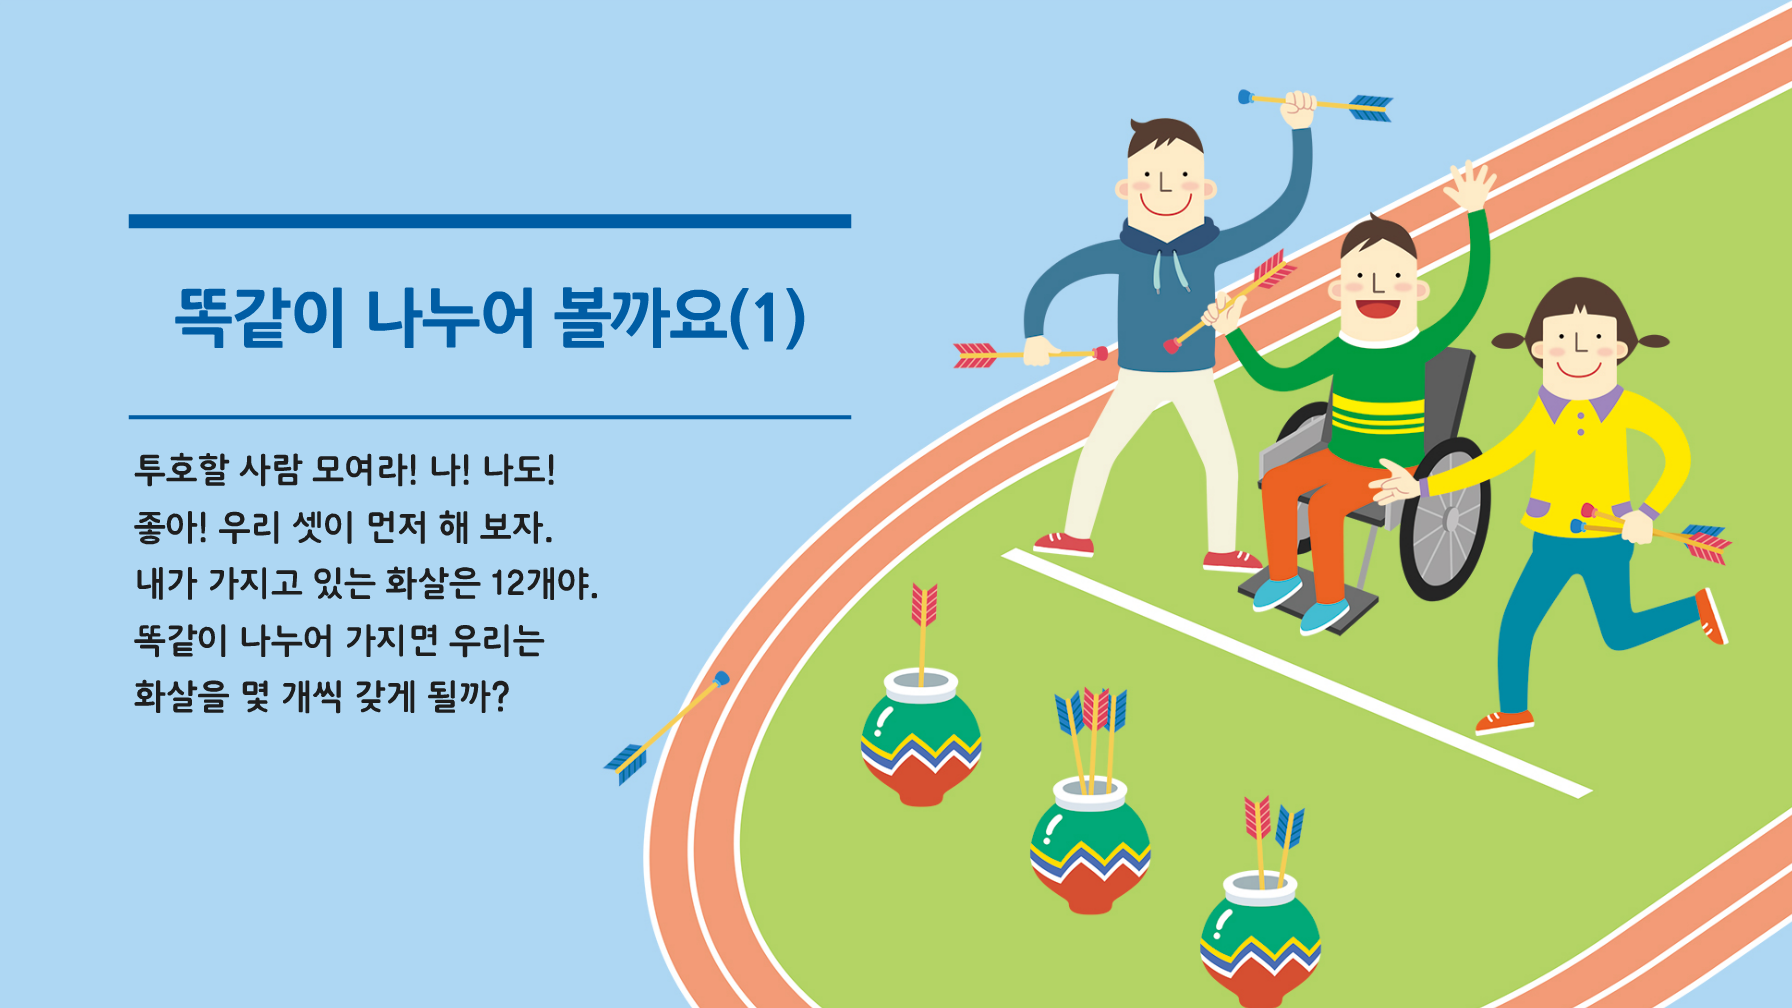 똑같이 나누어 볼까요(1)
투호할 사람 모여라! 나! 나도!
좋아! 우리 셋이 먼저 해 보자.
내가 가지고 있는 화살은 12개야.
똑같이 나누어 가지면 우리는
화살을 몇 개씩 갖게 될까?